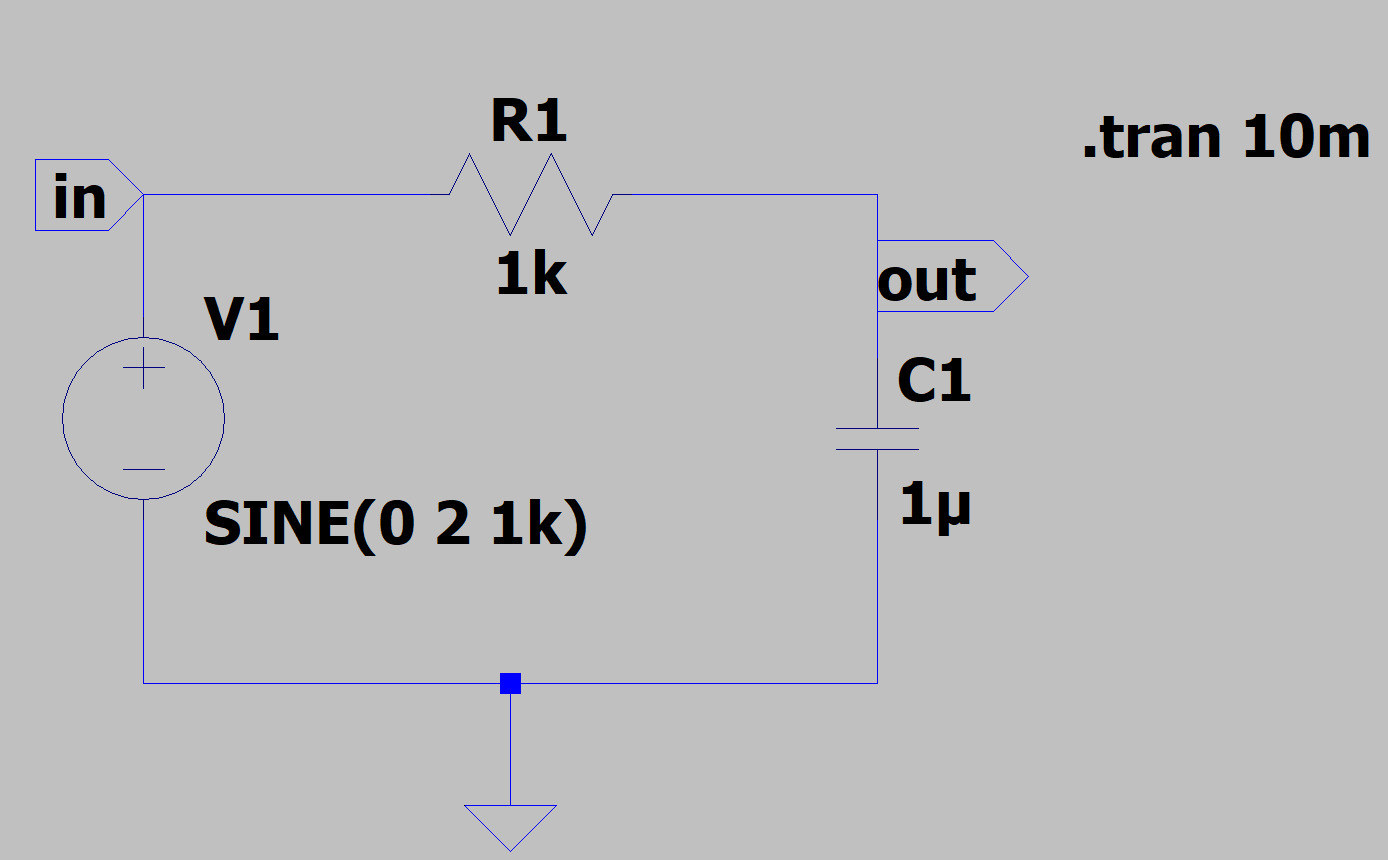 R1
.tran 10m
in
1k
out
V1
C1
SINE(0 2 1k)
1µ